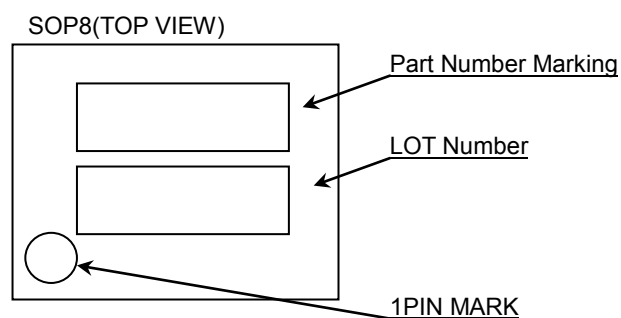 SOP8(TOP VIEW)
Part Number Marking
LOT Number
1PIN MARK